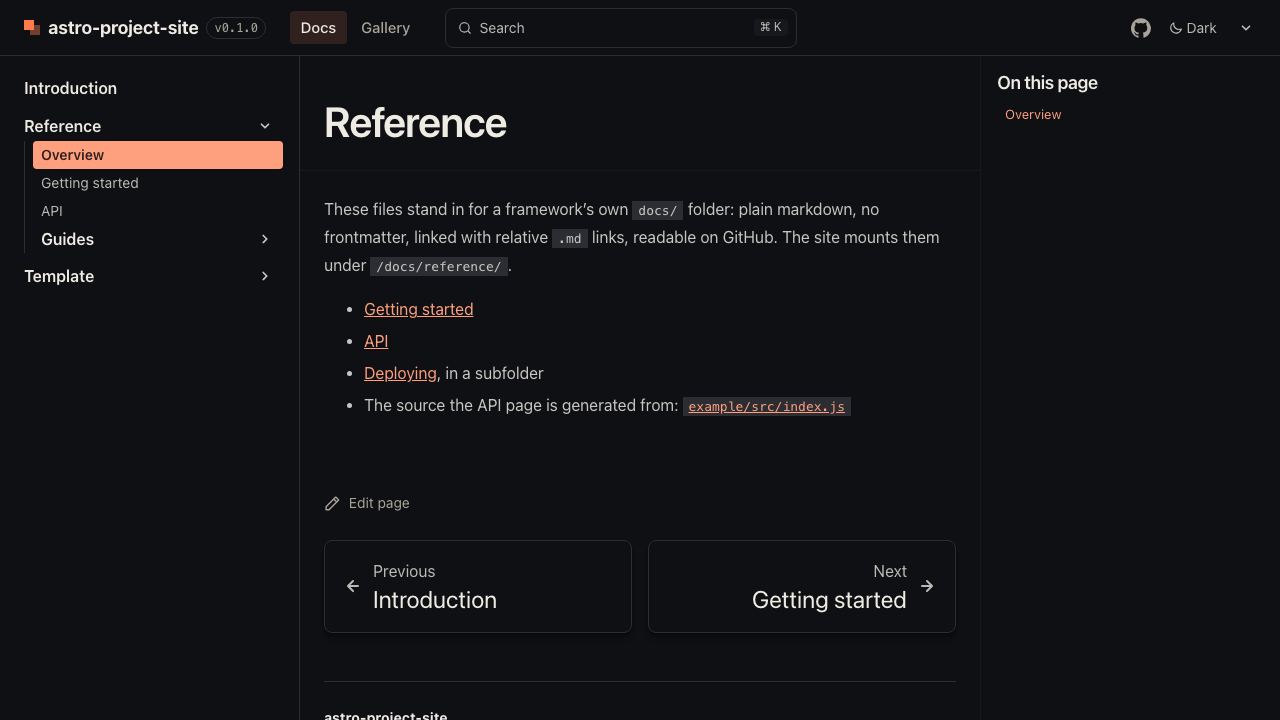 astro-project-site v0.1.0 Docs Gallery Search ⌘ K Dark
Introduction
Reference
Overview
Getting started
API
Guides
Template
Reference
These files stand in for a framework’s own docs/ folder: plain markdown, no
frontmatter, linked with relative .md links, readable on GitHub. The site mounts them
under /docs/reference/.
Getting started
API
Deploying, in a subfolder
The source the API page is generated from: example/src/index.js
Edit page
Previous
Introduction
Next
Getting started
astro-project-site
On this page
Overview